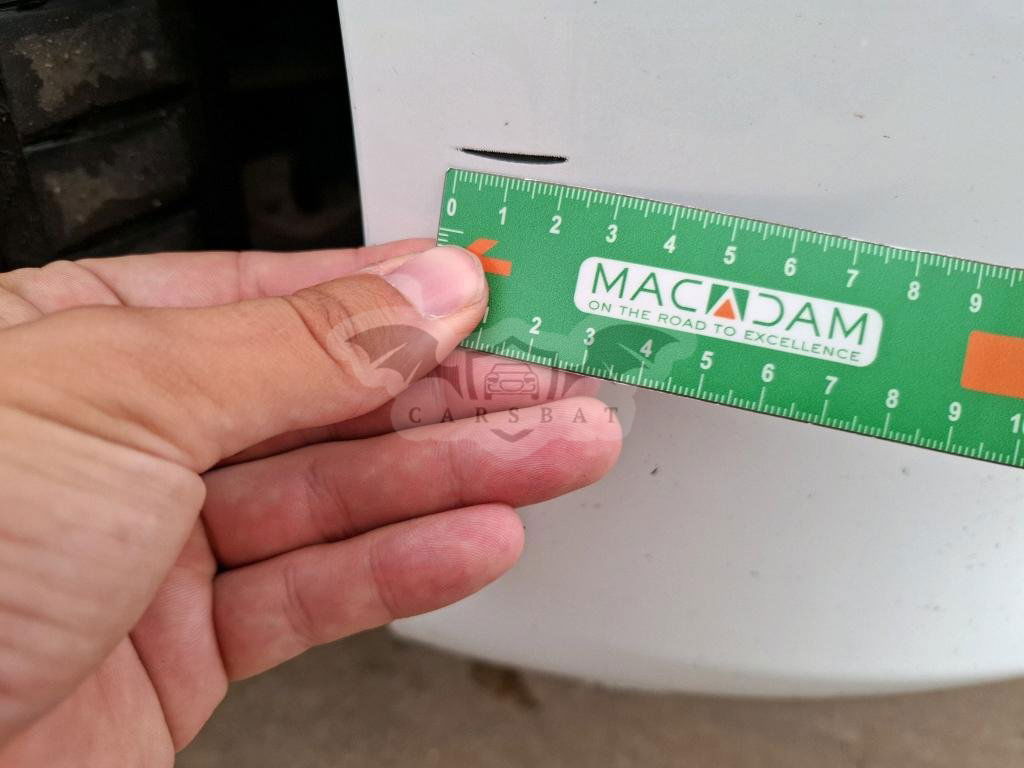 0 1 2 3 4 5 6 7 8 9
MACADAM
ON THE ROAD TO EXCELLENCE
2 3 4 5 6 7 8 9 10
CARSBAT